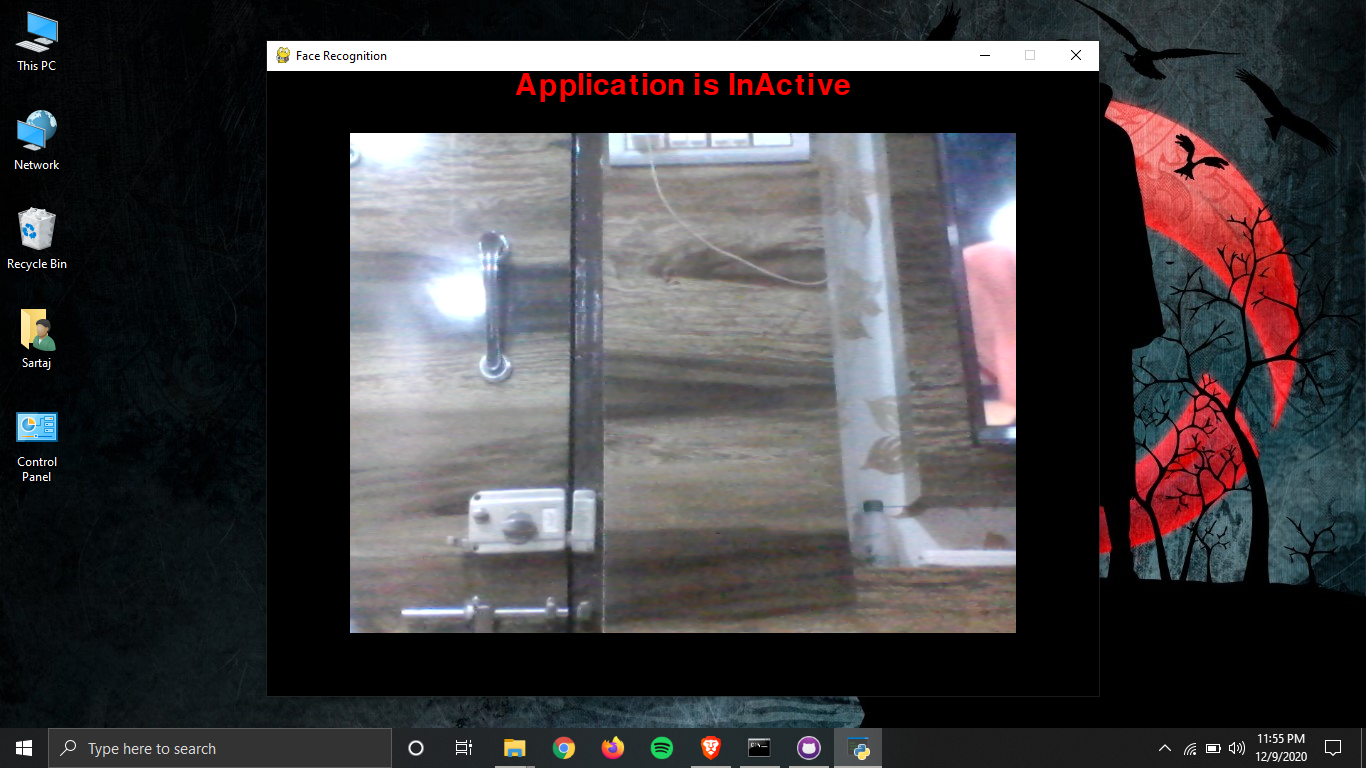 This PC
Network
Recycle Bin
Sartaj
Control
Panel
Face Recognition
Application is InActive
Type here to search
11:55 PM
12/9/2020